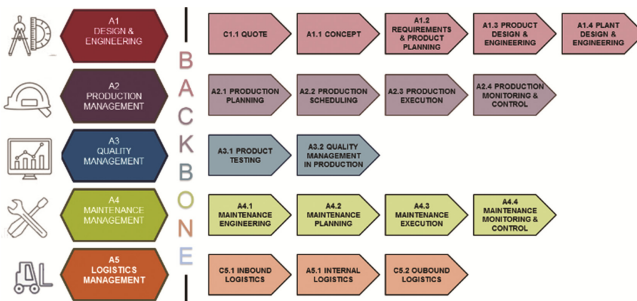 A1
DESIGN &
ENGINEERING
C1.1 QUOTE
A1.1 CONCEPT
A1.2
REQUIREMENTS
& PRODUCT
PLANNING
A1.3 PRODUCT
DESIGN &
ENGINEERING
A1.4 PLANT
DESIGN &
ENGINEERING
BACKBONE
A2
PRODUCTION
MANAGEMENT
A2.1 PRODUCTION
PLANNING
A2.2 PRODUCTION
SCHEDULING
A2.3 PRODUCTION
EXECUTION
A2.4 PRODUCTION
MONITORING &
CONTROL
A3
QUALITY
MANAGEMENT
A3.1 PRODUCT
TESTING
A3.2 QUALITY
MANAGEMENT
IN PRODUCTION
A4
MAINTENANCE
MANAGEMENT
A4.1
MAINTENANCE
ENGINEERING
A4.2
MAINTENANCE
PLANNING
A4.3
MAINTENANCE
EXECUTION
A4.4
MAINTENANCE
MONITORING &
CONTROL
A5
LOGISTICS
MANAGEMENT
C5.1 INBOUND
LOGISTICS
A5.1 INTERNAL
LOGISTICS
C5.2 OUBOUND
LOGISTICS